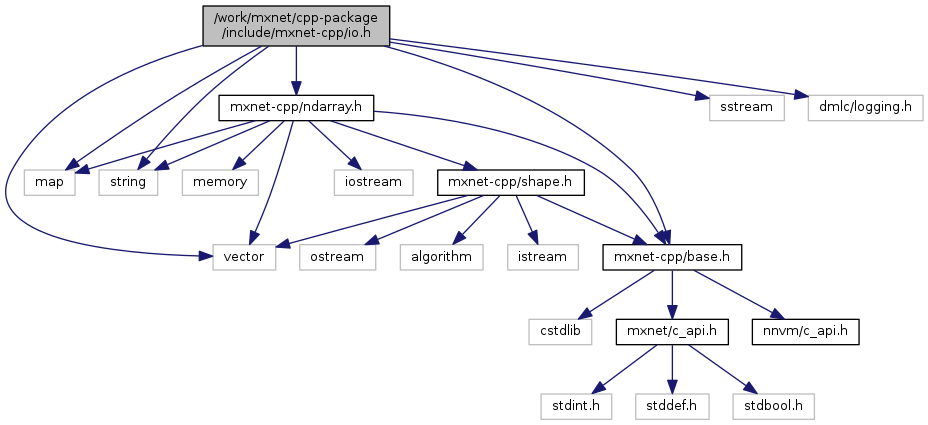 /work/mxnet/cpp-package
/include/mxnet-cpp/io.h
mxnet-cpp/ndarray.h
sstream
dmlc/logging.h
map
string
memory
iostream
mxnet-cpp/shape.h
vector
ostream
algorithm
istream
mxnet-cpp/base.h
cstdlib
mxnet/c_api.h
nnvm/c_api.h
stdint.h
stddef.h
stdbool.h